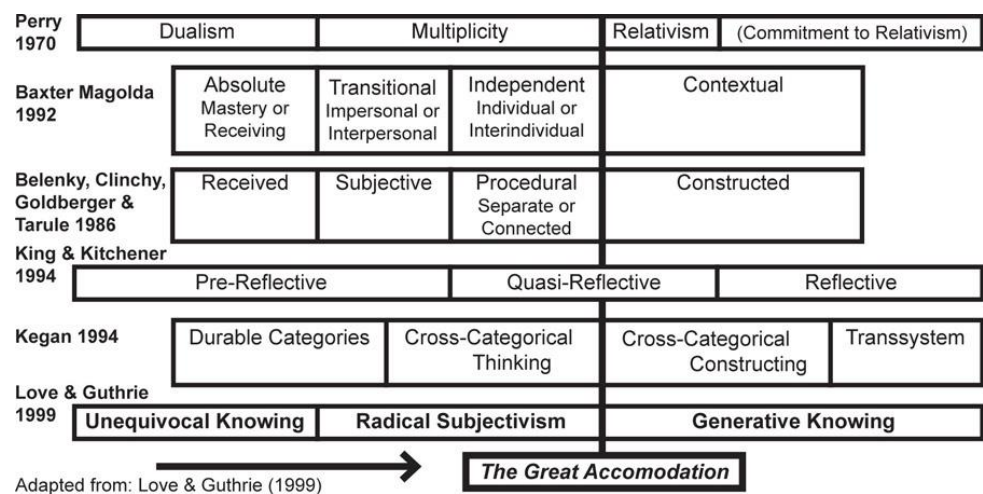 Perry
1970
Dualism
Multiplicity
Relativism
(Commitment to Relativism)
Baxter Magolda
1992
Absolute
Mastery or
Receiving
Transitional
Impersonal or
Interpersonal
Independent
Individual or
Interindividual
Contextual
Belenky, Clinchy,
Goldberger &
Tarule 1986
Received
Subjective
Procedural
Separate or
Connected
Constructed
King & Kitchener
1994
Pre-Reflective
Quasi-Reflective
Reflective
Kegan 1994
Durable Categories
Cross-Categorical
Thinking
Cross-Categorical
Constructing
Transsystem
Love & Guthrie
1999
Unequivocal Knowing
Radical Subjectivism
Generative Knowing
The Great Accomodation
Adapted from: Love & Guthrie (1999)